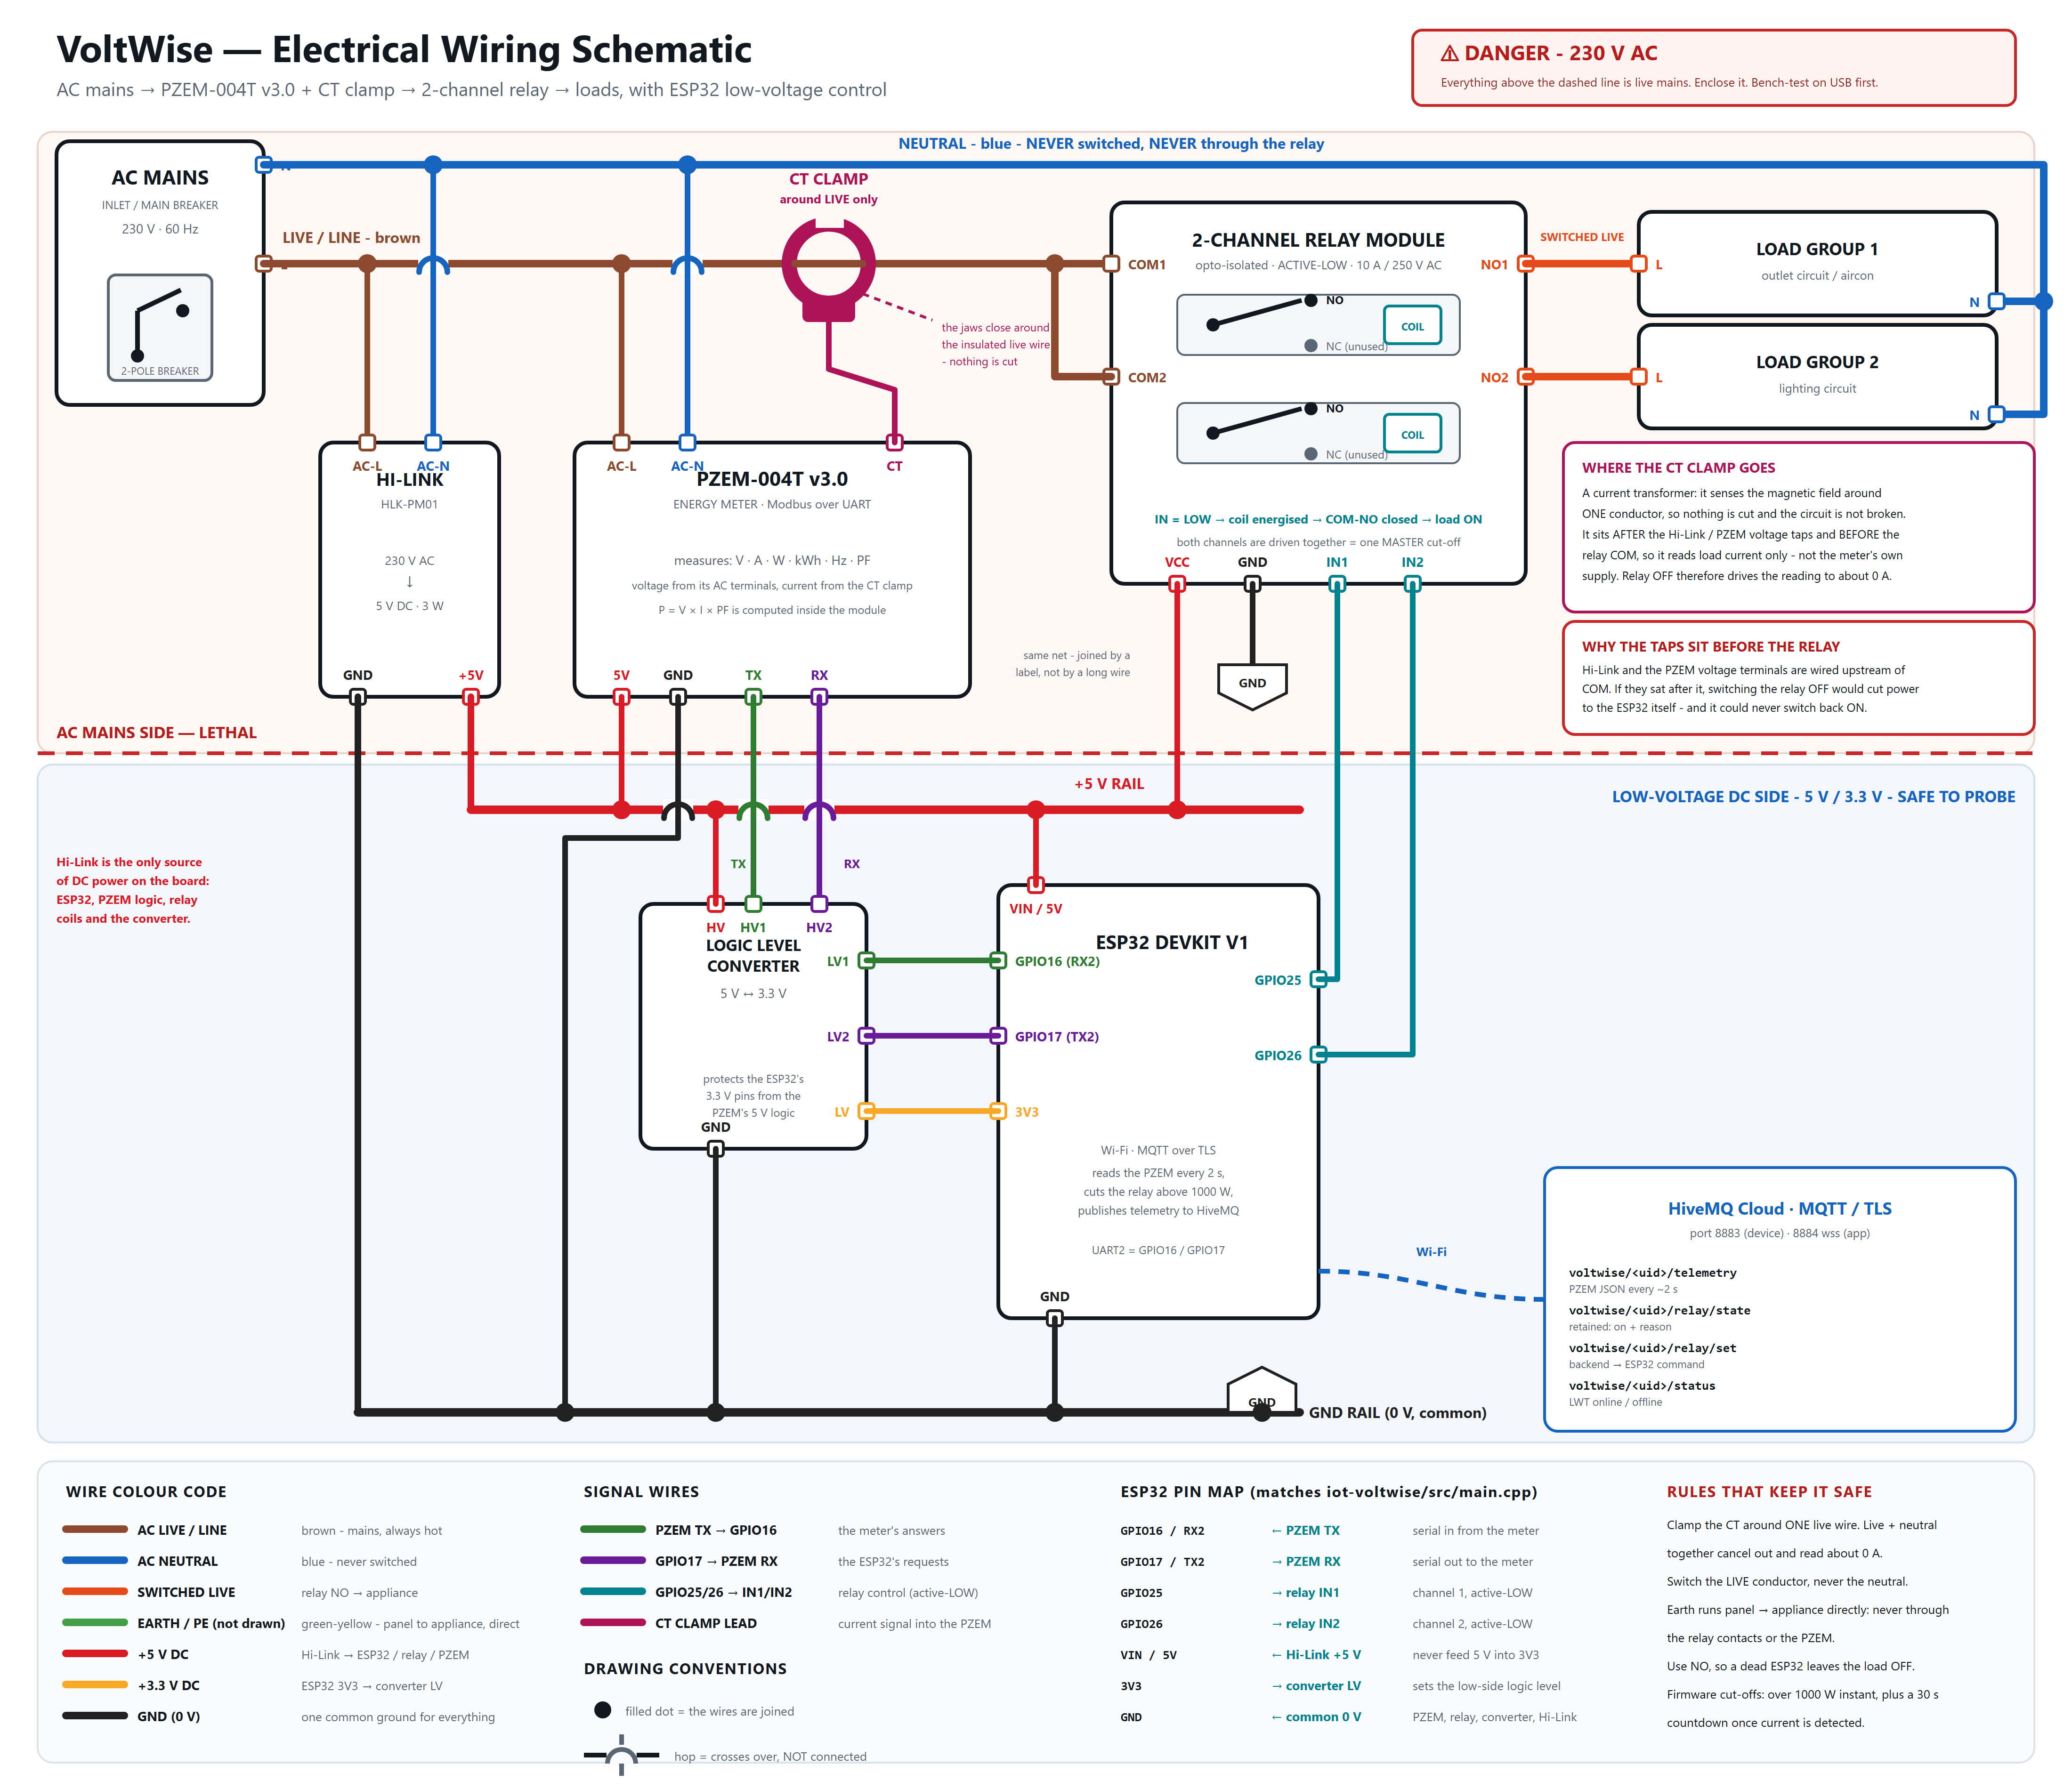 VoltWise — Electrical Wiring Schematic
AC mains → PZEM-004T v3.0 + CT clamp → 2-channel relay → loads, with ESP32 low-voltage control
⚠ DANGER - 230 V AC
Everything above the dashed line is live mains. Enclose it. Bench-test on USB first.
NEUTRAL - blue - NEVER switched, NEVER through the relay
AC MAINS
INLET / MAIN BREAKER
230 V · 60 Hz
2-POLE BREAKER
LIVE / LINE - brown
CT CLAMP
around LIVE only
the jaws close around
the insulated live wire
- nothing is cut
2-CHANNEL RELAY MODULE
opto-isolated · ACTIVE-LOW · 10 A / 250 V AC
COM1
NO1
NO
COIL
NC (unused)
COM2
NO2
NO
COIL
NC (unused)
IN = LOW → coil energised → COM-NO closed → load ON
both channels are driven together = one MASTER cut-off
VCC
GND
IN1
IN2
SWITCHED LIVE
L
LOAD GROUP 1
outlet circuit / aircon
N
L
LOAD GROUP 2
lighting circuit
N
AC-L
AC-N
HI-LINK
HLK-PM01
230 V AC
↓
5 V DC · 3 W
GND
+5V
AC-L
AC-N
CT
PZEM-004T v3.0
ENERGY METER · Modbus over UART
measures: V · A · W · kWh · Hz · PF
voltage from its AC terminals, current from the CT clamp
P = V × I × PF is computed inside the module
5V
GND
TX
RX
same net - joined by a
label, not by a long wire
GND
WHERE THE CT CLAMP GOES
A current transformer: it senses the magnetic field around
ONE conductor, so nothing is cut and the circuit is not broken.
It sits AFTER the Hi-Link / PZEM voltage taps and BEFORE the
relay COM, so it reads load current only - not the meter's own
supply. Relay OFF therefore drives the reading to about 0 A.
WHY THE TAPS SIT BEFORE THE RELAY
Hi-Link and the PZEM voltage terminals are wired upstream of
COM. If they sat after it, switching the relay OFF would cut power
to the ESP32 itself - and it could never switch back ON.
AC MAINS SIDE — LETHAL
+5 V RAIL
LOW-VOLTAGE DC SIDE - 5 V / 3.3 V - SAFE TO PROBE
Hi-Link is the only source
of DC power on the board:
ESP32, PZEM logic, relay
coils and the converter.
TX
RX
HV
HV1
HV2
LOGIC LEVEL
CONVERTER
5 V ↔ 3.3 V
LV1
LV2
protects the ESP32's
3.3 V pins from the
PZEM's 5 V logic
LV
GND
VIN / 5V
ESP32 DEVKIT V1
GPIO16 (RX2)
GPIO25
GPIO17 (TX2)
GPIO26
3V3
Wi-Fi · MQTT over TLS
reads the PZEM every 2 s,
cuts the relay above 1000 W,
publishes telemetry to HiveMQ
UART2 = GPIO16 / GPIO17
GND
Wi-Fi
HiveMQ Cloud · MQTT / TLS
port 8883 (device) · 8884 wss (app)
voltwise/<uid>/telemetry
PZEM JSON every ~2 s
voltwise/<uid>/relay/state
retained: on + reason
voltwise/<uid>/relay/set
backend → ESP32 command
voltwise/<uid>/status
LWT online / offline
GND
GND RAIL (0 V, common)
WIRE COLOUR CODE
AC LIVE / LINE brown - mains, always hot
AC NEUTRAL blue - never switched
SWITCHED LIVE relay NO → appliance
EARTH / PE (not drawn) green-yellow - panel to appliance, direct
+5 V DC Hi-Link → ESP32 / relay / PZEM
+3.3 V DC ESP32 3V3 → converter LV
GND (0 V) one common ground for everything
SIGNAL WIRES
PZEM TX → GPIO16 the meter's answers
GPIO17 → PZEM RX the ESP32's requests
GPIO25/26 → IN1/IN2 relay control (active-LOW)
CT CLAMP LEAD current signal into the PZEM
DRAWING CONVENTIONS
filled dot = the wires are joined
hop = crosses over, NOT connected
ESP32 PIN MAP (matches iot-voltwise/src/main.cpp)
GPIO16 / RX2 ← PZEM TX serial in from the meter
GPIO17 / TX2 → PZEM RX serial out to the meter
GPIO25 → relay IN1 channel 1, active-LOW
GPIO26 → relay IN2 channel 2, active-LOW
VIN / 5V ← Hi-Link +5 V never feed 5 V into 3V3
3V3 → converter LV sets the low-side logic level
GND ← common 0 V PZEM, relay, converter, Hi-Link
RULES THAT KEEP IT SAFE
Clamp the CT around ONE live wire. Live + neutral
together cancel out and read about 0 A.
Switch the LIVE conductor, never the neutral.
Earth runs panel → appliance directly: never through
the relay contacts or the PZEM.
Use NO, so a dead ESP32 leaves the load OFF.
Firmware cut-offs: over 1000 W instant, plus a 30 s
countdown once current is detected.